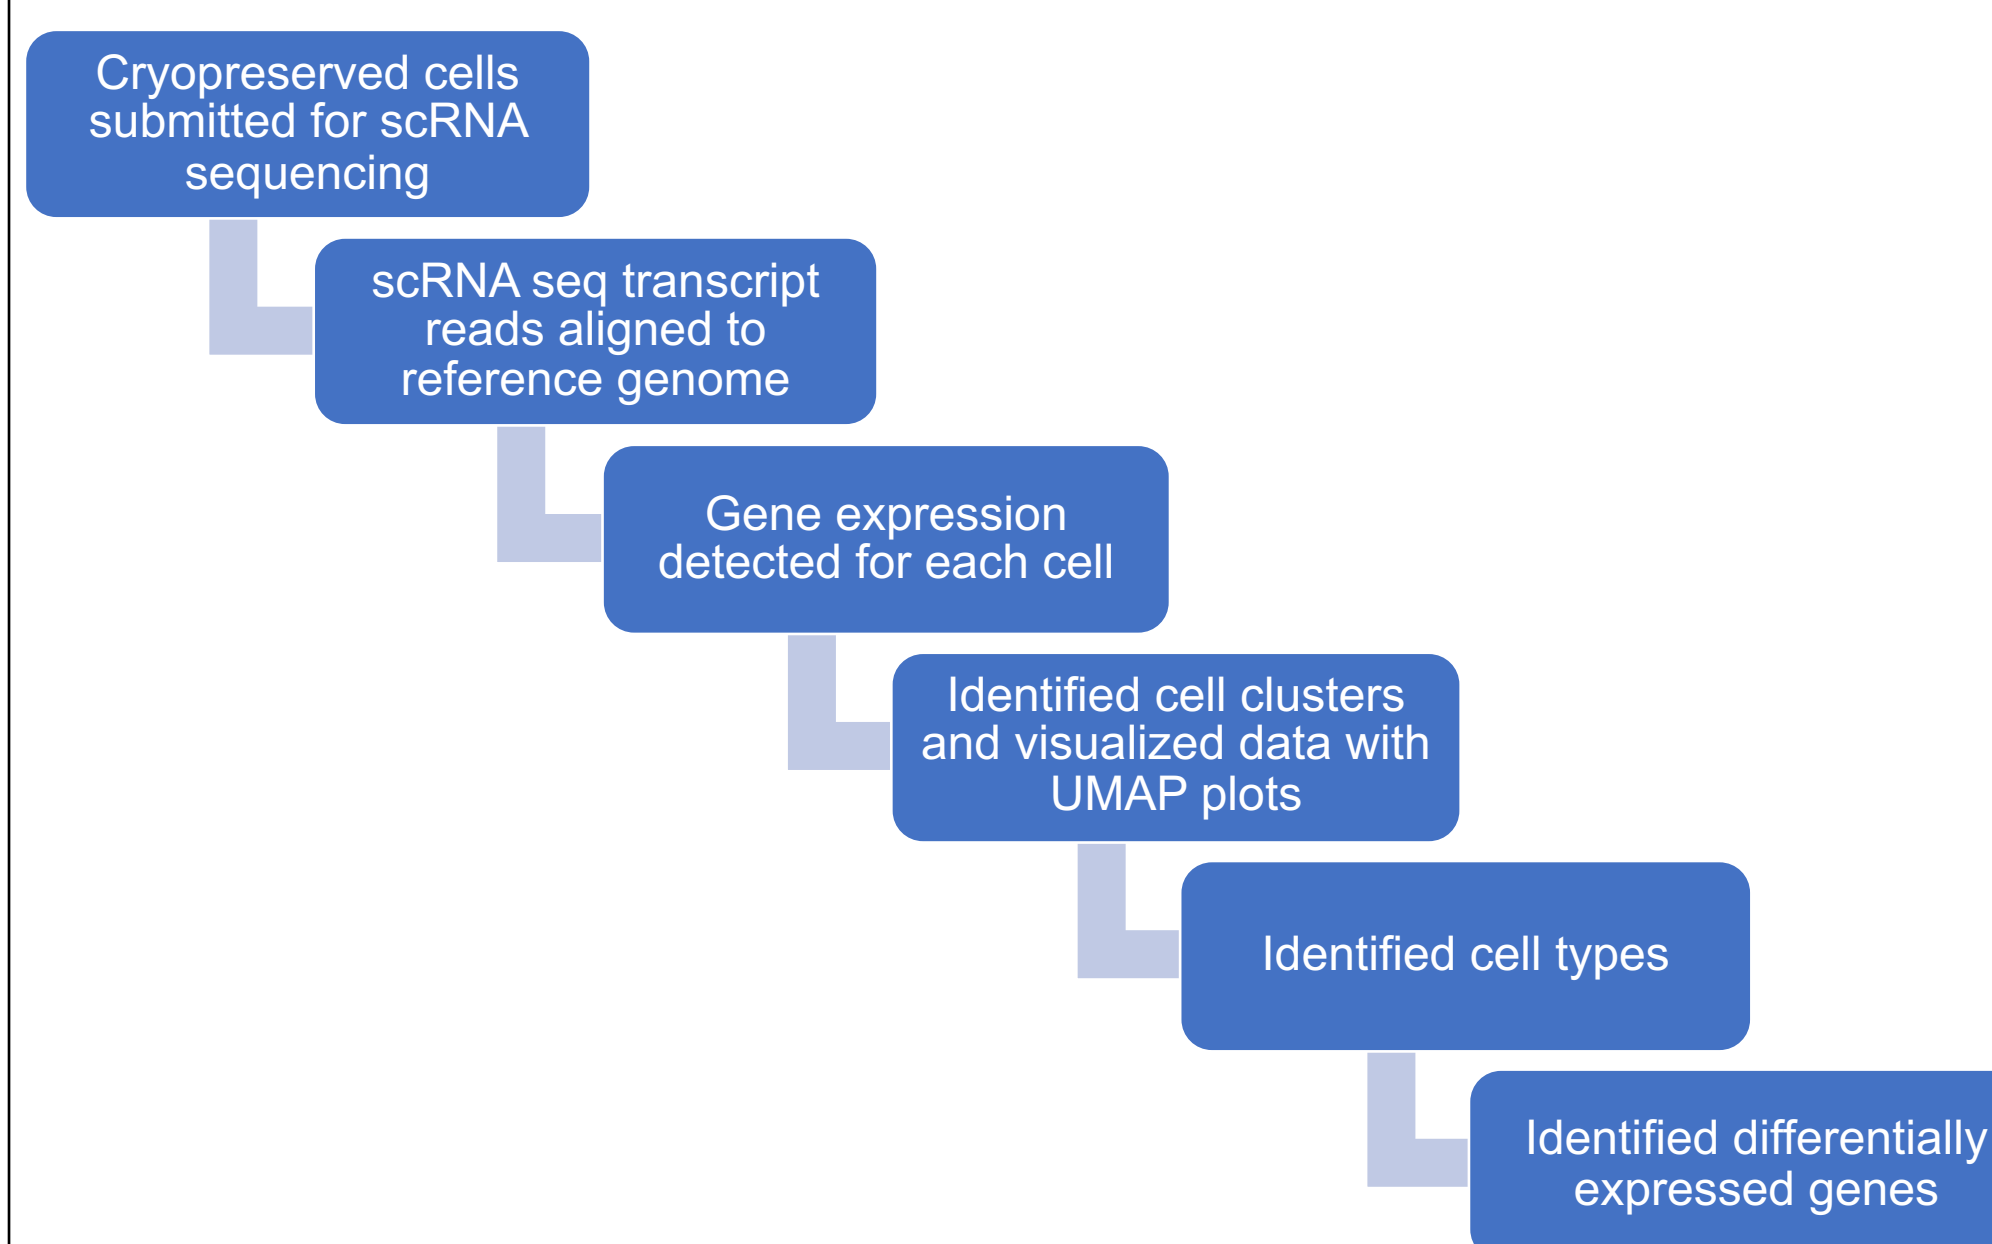 Cryopreserved cells
submitted for scRNA
sequencing
scRNA seq transcript
reads aligned to
reference genome
Gene expression
detected for each cell
Identified cell clusters
and visualized data with
UMAP plots
Identified cell types
Identified differentially
expressed genes